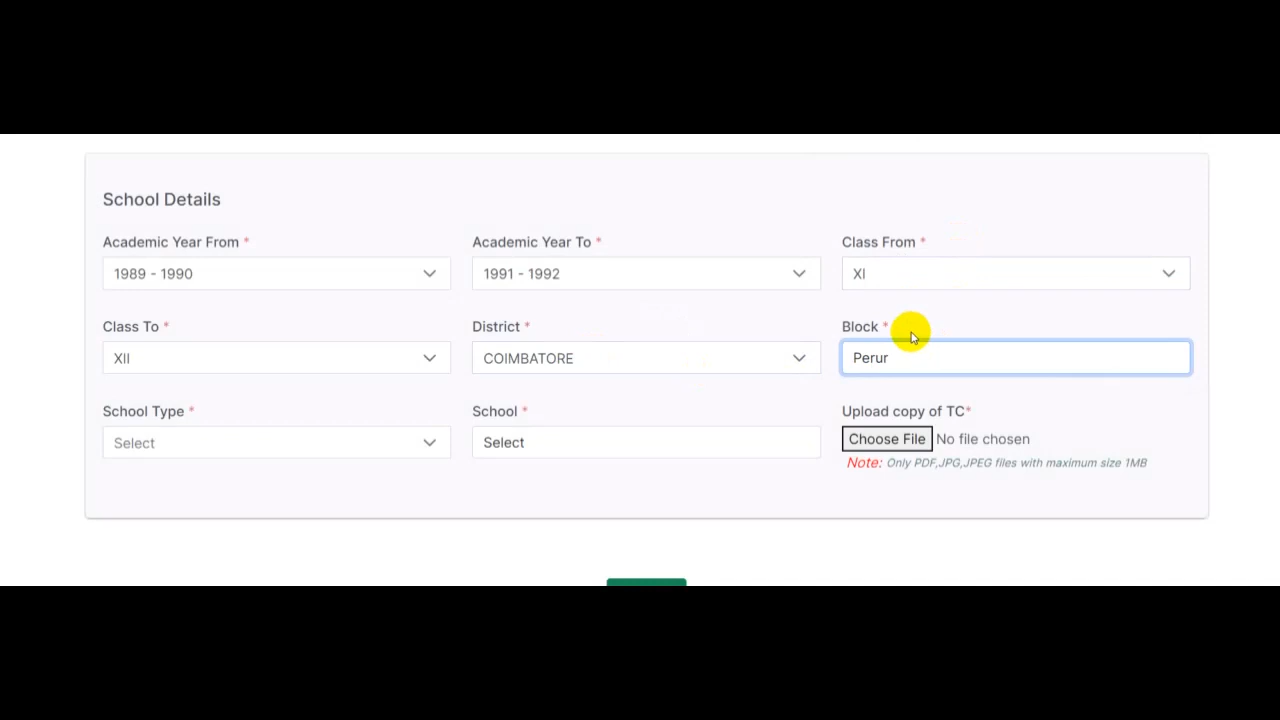 School Details
Academic Year From *
Academic Year To *
Class From *
1989 - 1990
1991 - 1992
XI
Class To *
District *
Block *
XII
COIMBATORE
Perur
School Type *
School *
Upload copy of TC*
Select
Select
Choose File No file chosen
Note: Only PDF,JPG,JPEG files with maximum size 1MB